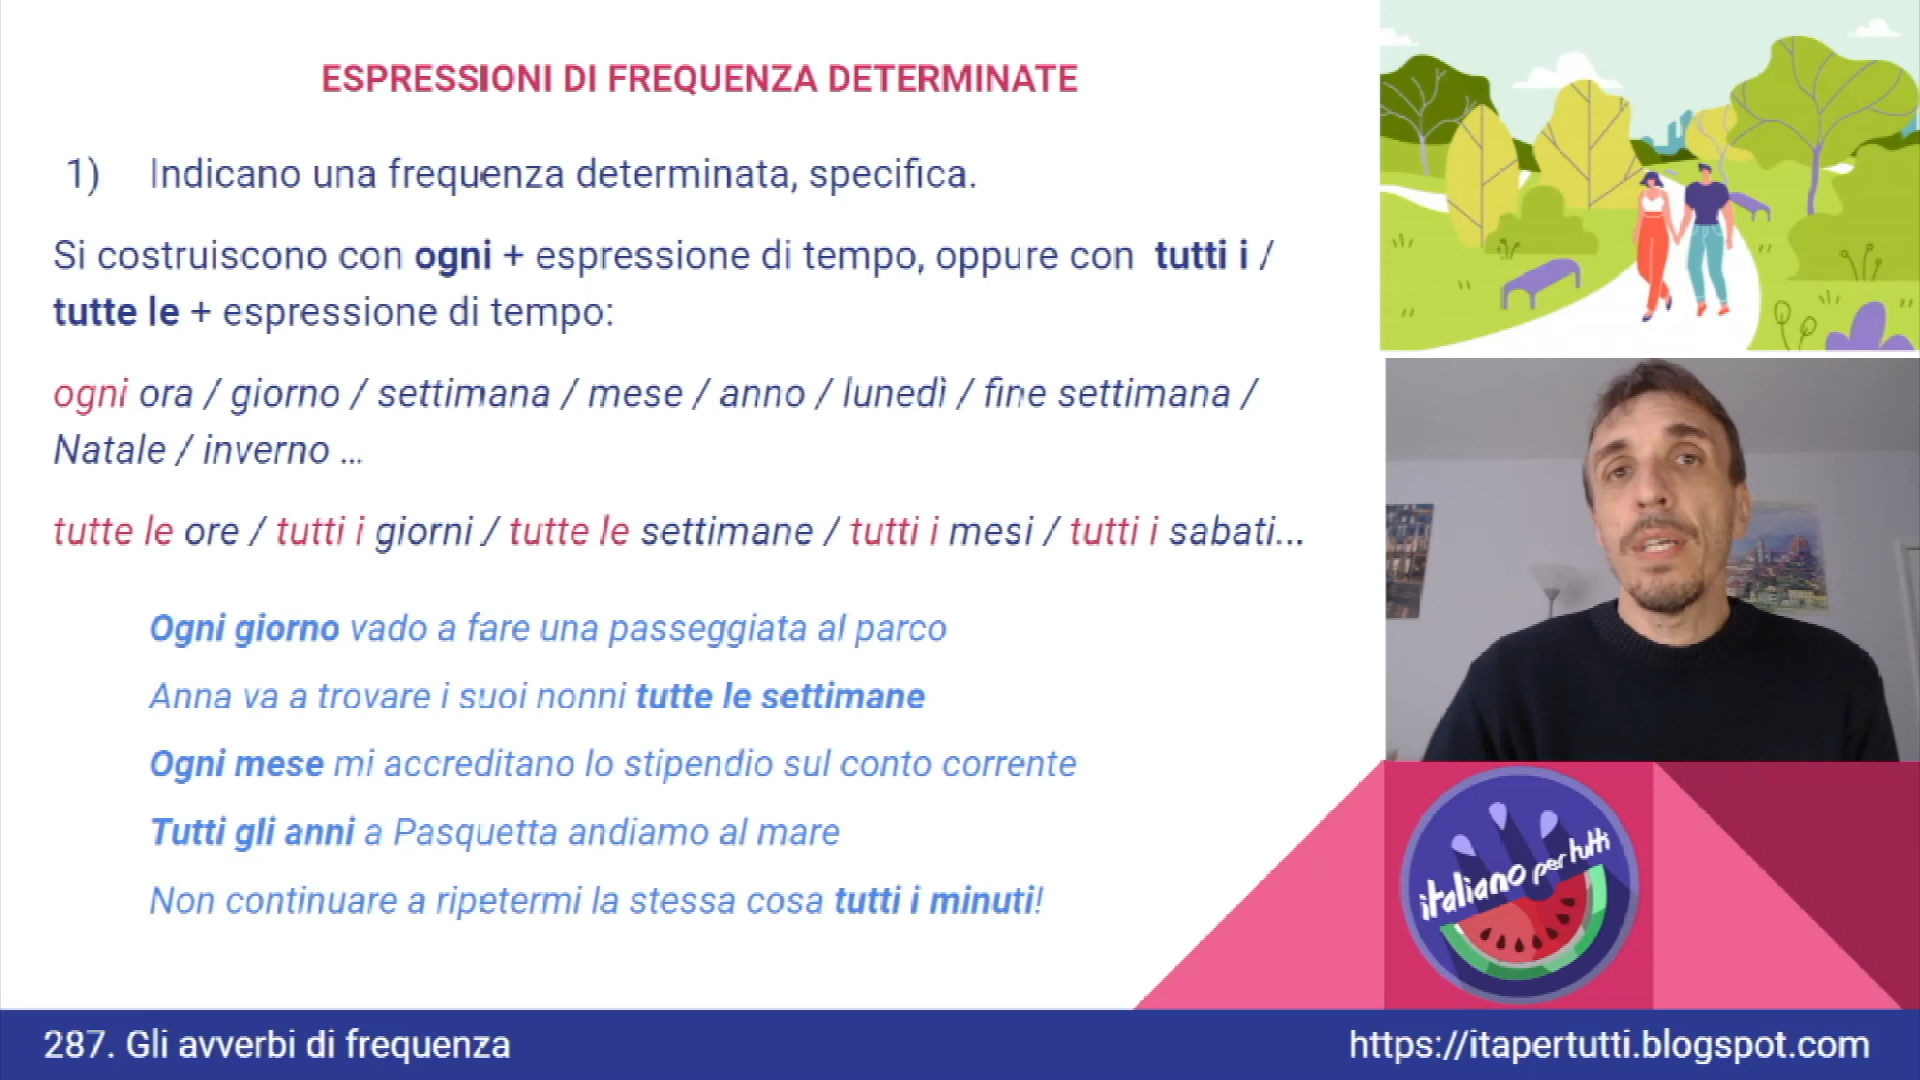 ESPRESSIONI DI FREQUENZA DETERMINATE
1) Indicano una frequenza determinata, specifica.
Si costruiscono con ogni + espressione di tempo, oppure con tutti i /
tutte le + espressione di tempo:
ogni ora / giorno / settimana / mese / anno / lunedì / fine settimana /
Natale / inverno ...
tutte le ore / tutti i giorni / tutte le settimane / tutti i mesi / tutti i sabati...
Ogni giorno vado a fare una passeggiata al parco
Anna va a trovare i suoi nonni tutte le settimane
Ogni mese mi accreditano lo stipendio sul conto corrente
Tutti gli anni a Pasquetta andiamo al mare
Non continuare a ripetermi la stessa cosa tutti i minuti!
italiano per tutti
287. Gli avverbi di frequenza
https://itapertutti.blogspot.com